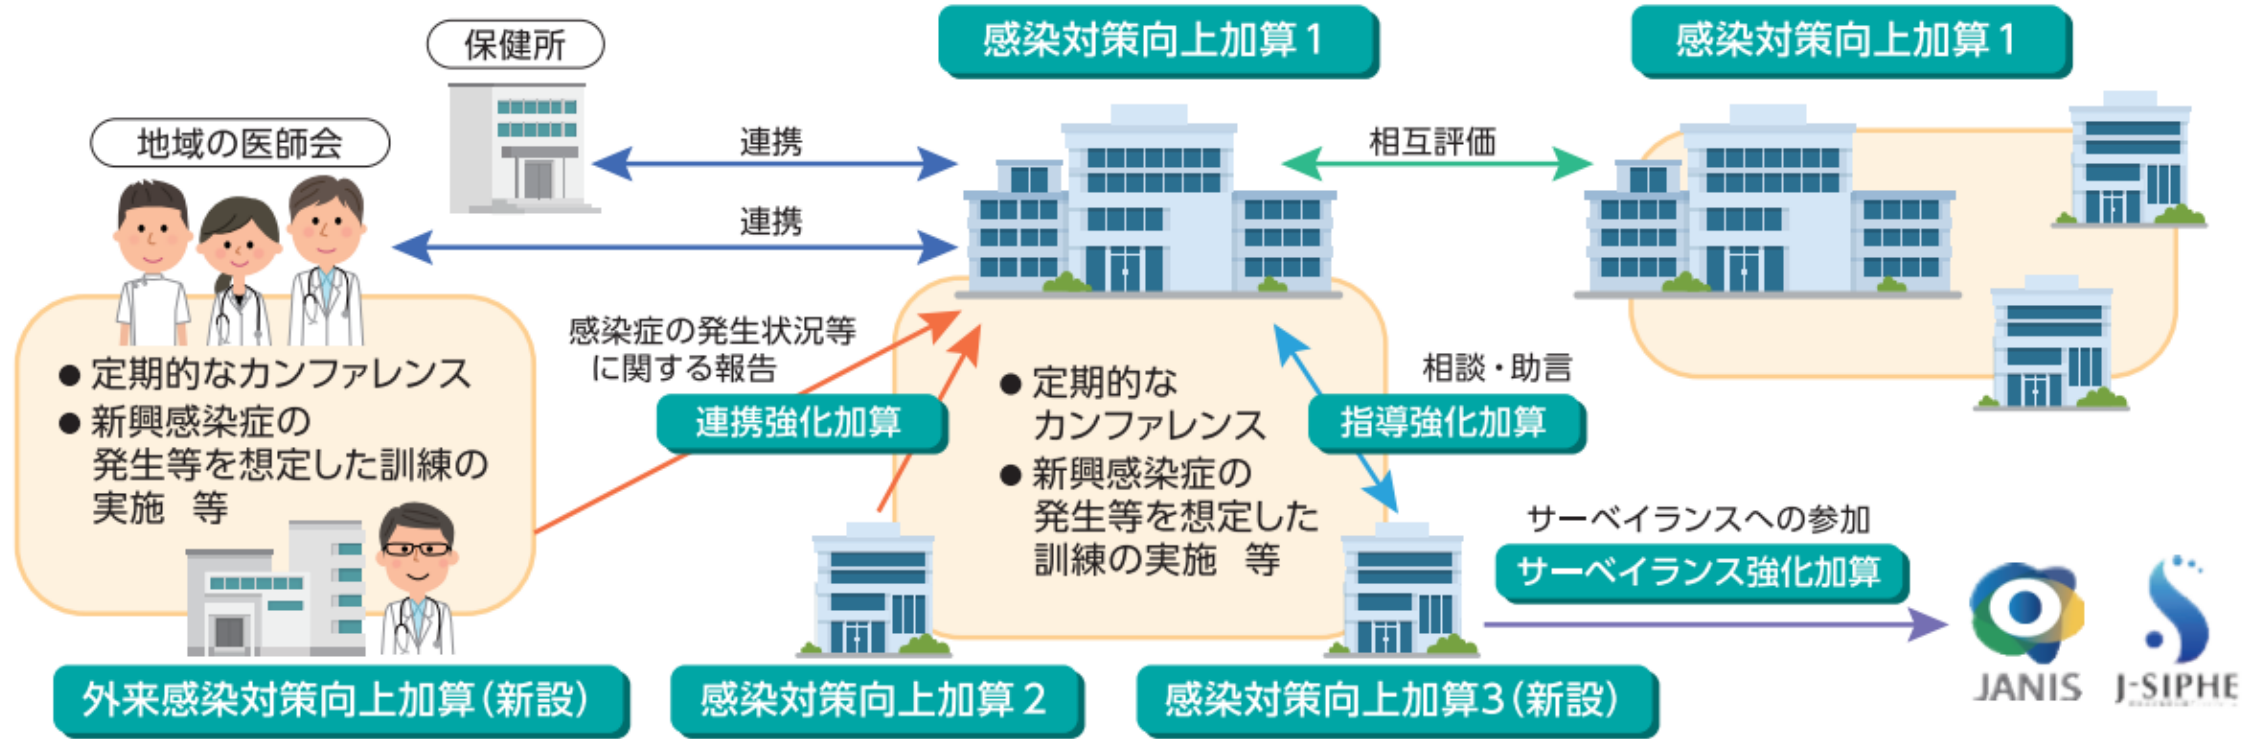 保健所
感染対策向上加算1
感染対策向上加算1
地域の医師会
連携
相互評価
連携
感染症の発生状況等
に関する報告
連携強化加算
● 定期的なカンファレンス
● 新興感染症の
発生等を想定した訓練の
実施 等
● 定期的な
カンファレンス
● 新興感染症の
発生等を想定した
訓練の実施 等
相談・助言
指導強化加算
サーベイランスへの参加
サーベイランス強化加算
JANIS
J-SIPHE
外来感染対策向上加算(新設)
感染対策向上加算2
感染対策向上加算3(新設)